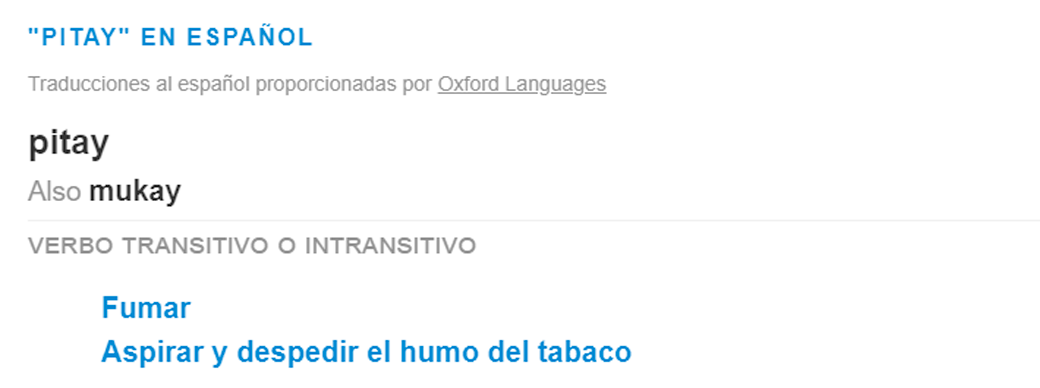 "PITAY" EN ESPAÑOL
Traducciones al español proporcionadas por Oxford Languages
pitay
Also mukay
VERBO TRANSITIVO O INTRANSITIVO
Fumar
Aspirar y despedir el humo del tabaco